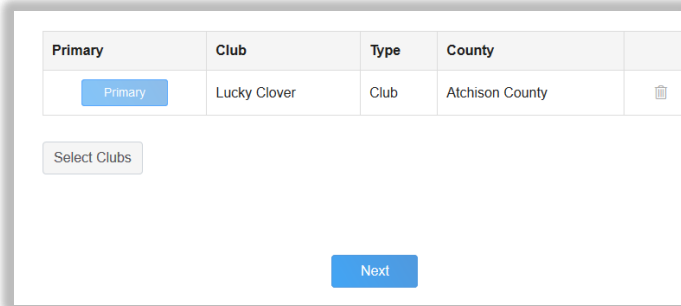 Primary Club Type County
Primary Lucky Clover Club Atchison County
Select Clubs
Next